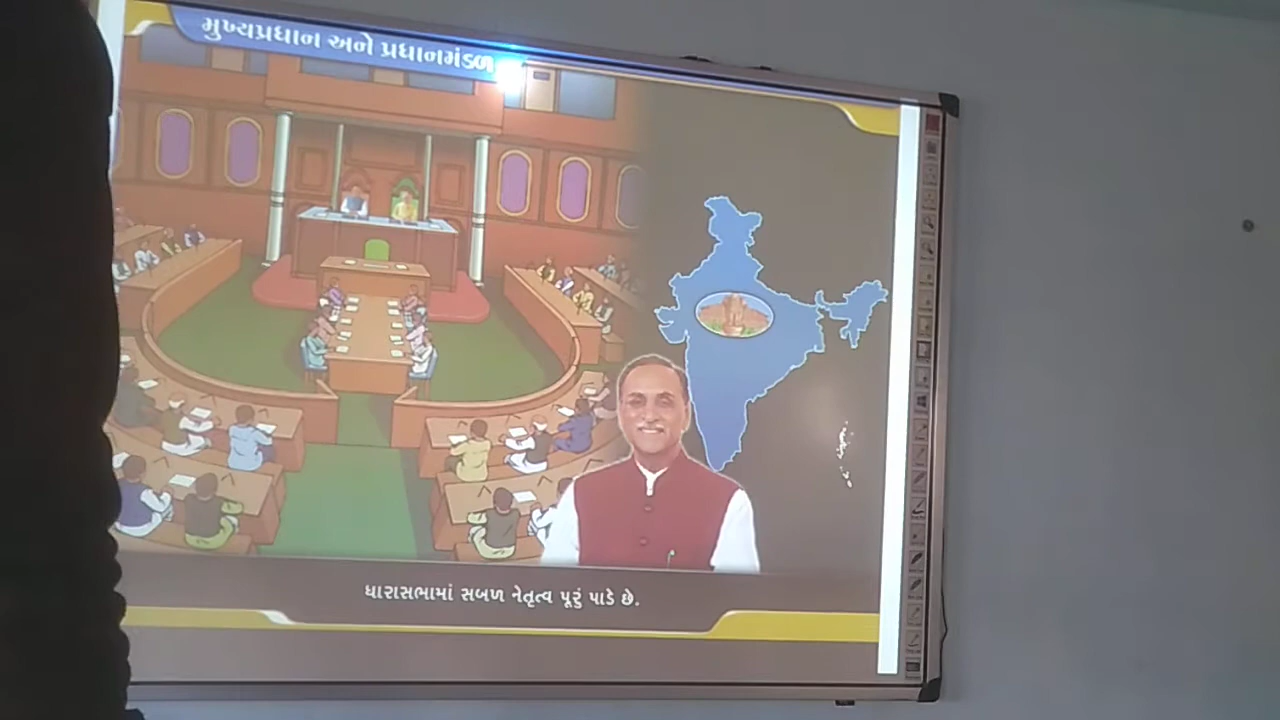 મુખ્યપ્રધાન અને પ્રધાનમંડળ
ધારાસભામાં સબળ નેતૃત્વ પૂરું પાડે છે.